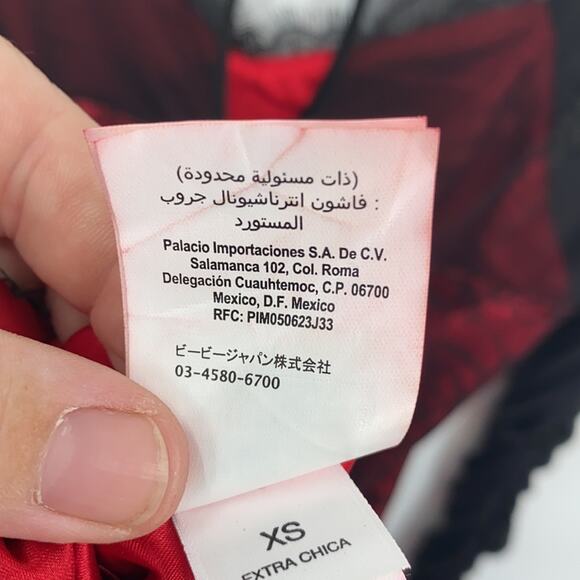 (ذات مسئولية محدودة)
: فاشون انترناشيونال جروب
المستورد
Palacio Importaciones S.A. De C.V.
Salamanca 102, Col. Roma
Delegación Cuauhtemoc, C.P. 06700
Mexico, D.F. Mexico
RFC: PIM050623J33
ビービージャパン株式会社
03-4580-6700
XS
EXTRA CHICA